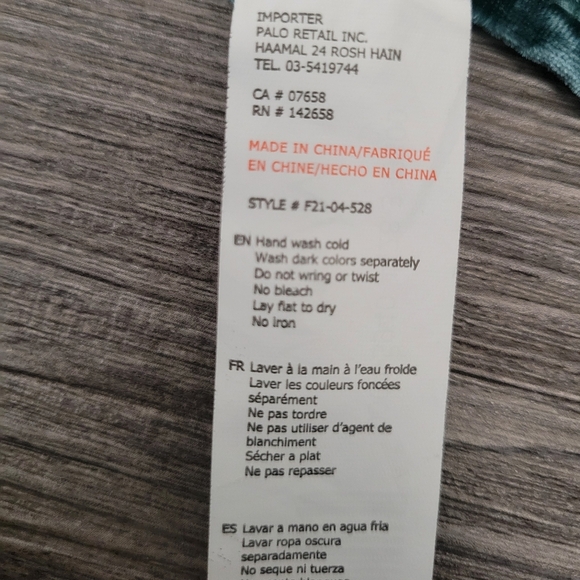 IMPORTER
PALO RETAIL INC.
HAAMAL 24 ROSH HAIN
TEL. 03-5419744
CA # 07658
RN # 142658
MADE IN CHINA/FABRIQUÉ
EN CHINE/HECHO EN CHINA
STYLE # F21-04-528
EN Hand wash cold
Wash dark colors separately
Do not wring or twist
No bleach
Lay flat to dry
No iron
FR Laver à la main à l'eau froide
Laver les couleurs foncées
séparément
Ne pas tordre
Ne pas utiliser d'agent de
blanchiment
Sécher a plat
Ne pas repasser
ES Lavar a mano en agua fria
Lavar ropa oscura
separadamente
No seque ni tuerza